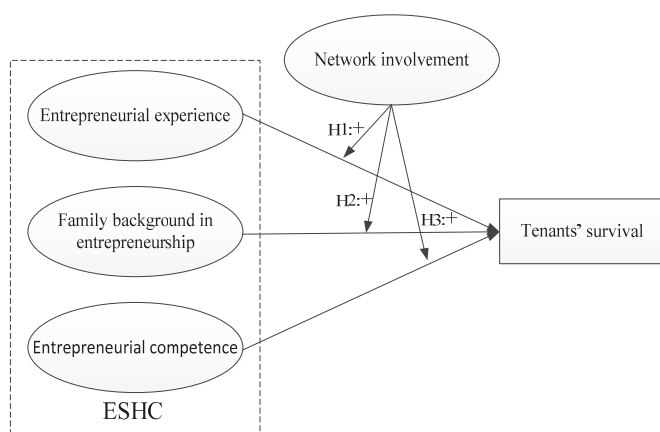 Network involvement
Entrepreneurial experience
H1:+
H2:+
H3:+
Family background in
entrepreneurship
Tenants' survival
Entrepreneurial competence
ESHC